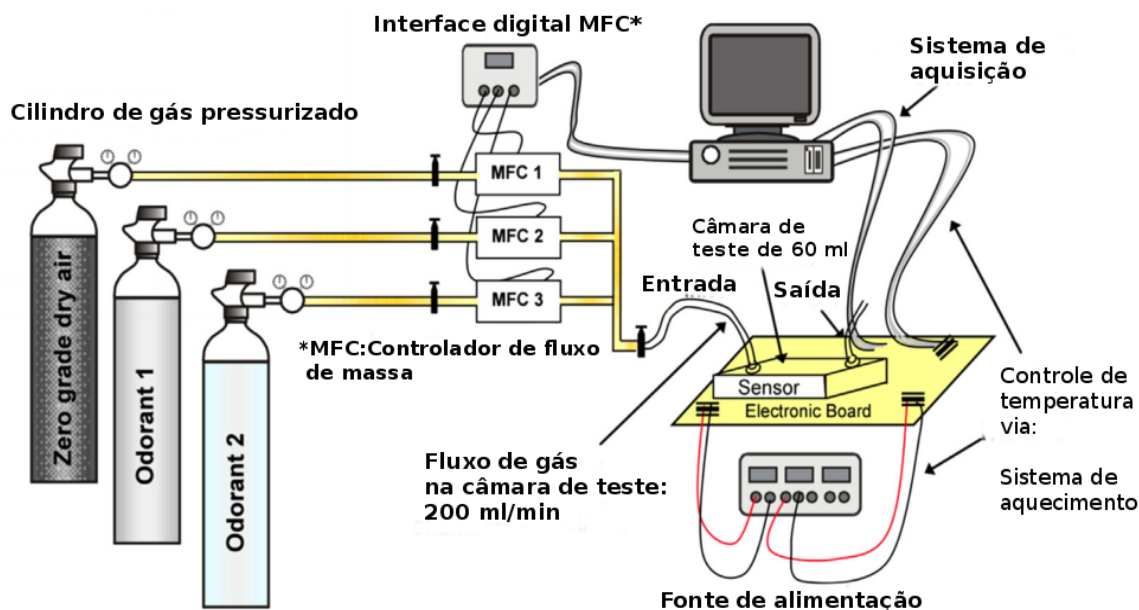 Interface digital MFC*
Sistema de
aquisição
Cilindro de gás pressurizado
MFC 1
MFC 2
MFC 3
Zero grade dry air
Odorant 1
Odorant 2
Câmara de
teste de 60 ml
Entrada
Saída
*MFC:Controlador de fluxo
de massa
Sensor
Electronic Board
Controle de
temperatura
via:
Fluxo de gás
na câmara de teste:
200 ml/min
Sistema de
aquecimento
Fonte de alimentação